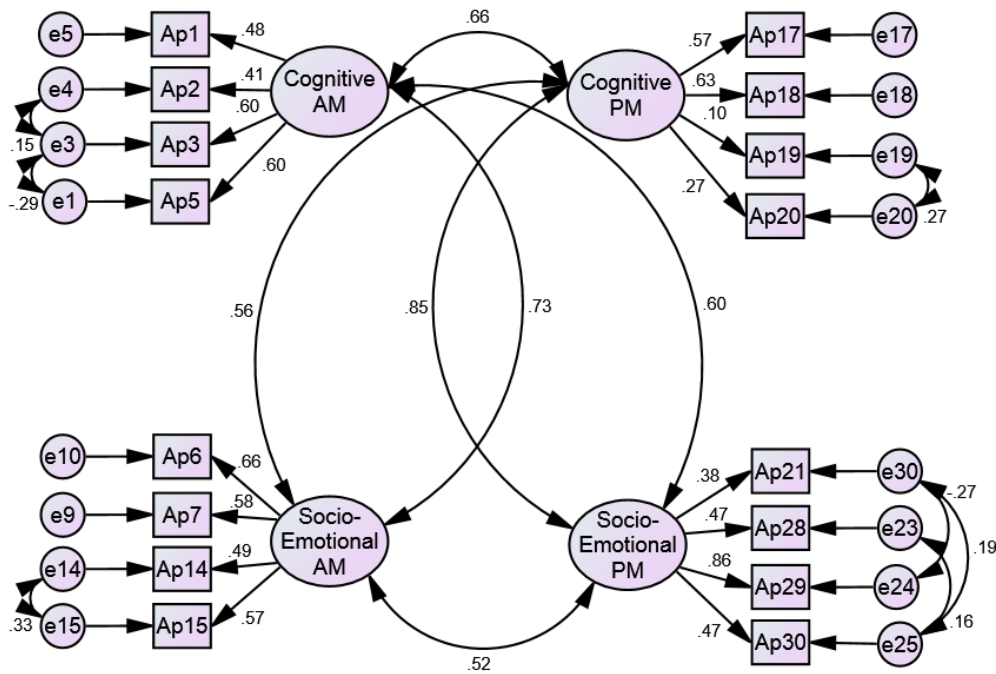 e5
Ap1
.48
Cognitive
AM
e4
Ap2
.41
.15
e3
Ap3
.60
-.29
e1
Ap5
.60
.66
Cognitive
PM
.57
Ap17
e17
.63
Ap18
e18
.10
Ap19
e19
.27
Ap20
e20
.27
.56
.85
.73
.60
e10
Ap6
.66
e9
Ap7
.58
Socio-
Emotional
AM
e14
Ap14
.49
.33
e15
Ap15
.57
.52
Socio-
Emotional
PM
.38
Ap21
e30
-.27
.47
Ap28
e23
.19
.86
Ap29
e24
.47
Ap30
e25
.16